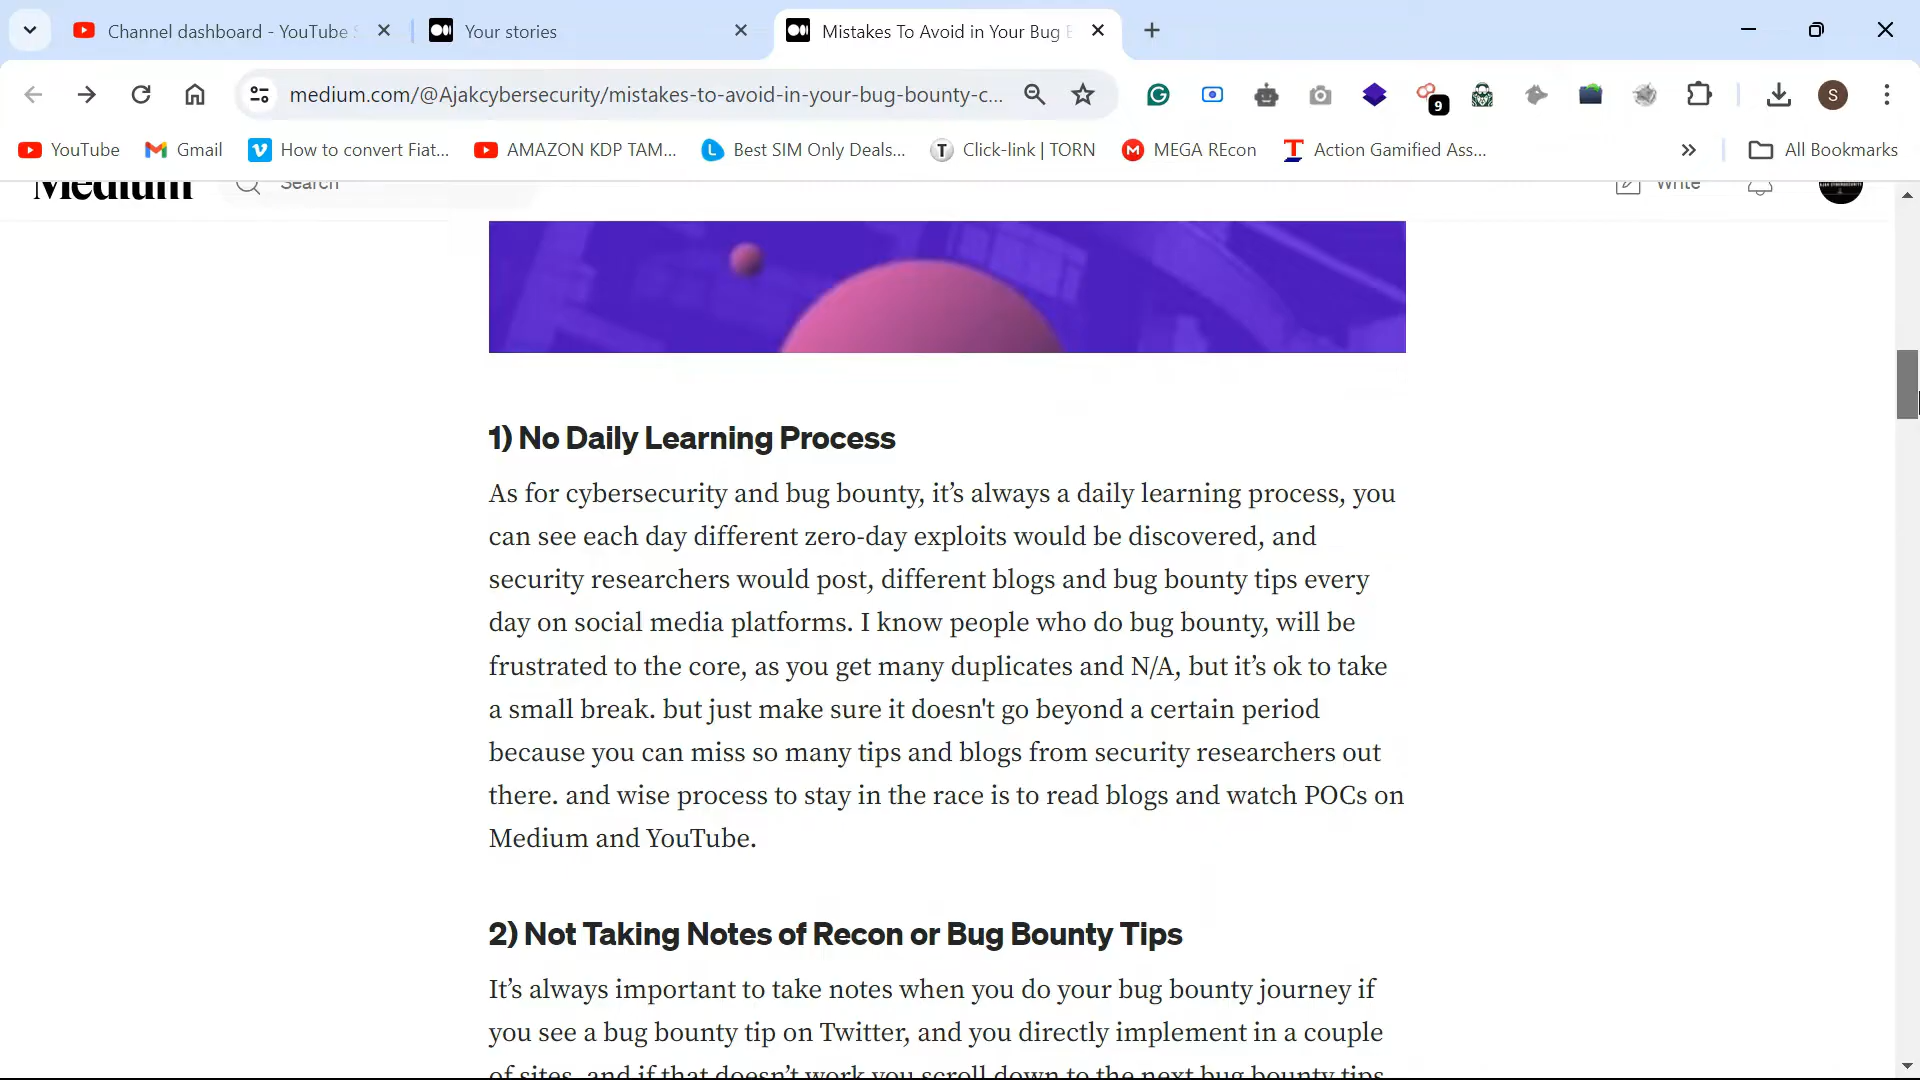 Channel dashboard - YouTube S
Your stories
Mistakes To Avoid in Your Bug B
medium.com/@Ajakcybersecurity/mistakes-to-avoid-in-your-bug-bounty-c...
9
S
YouTube
Gmail
How to convert Fiat...
AMAZON KDP TAM...
Best SIM Only Deals...
T
Click-link | TORN
MEGA REcon
Action Gamified Ass...
»
All Bookmarks
Medium
Search
Write
1) No Daily Learning Process
As for cybersecurity and bug bounty, it’s always a daily learning process, you
can see each day different zero-day exploits would be discovered, and
security researchers would post, different blogs and bug bounty tips every
day on social media platforms. I know people who do bug bounty, will be
frustrated to the core, as you get many duplicates and N/A, but it’s ok to take
a small break. but just make sure it doesn't go beyond a certain period
because you can miss so many tips and blogs from security researchers out
there. and wise process to stay in the race is to read blogs and watch POCs on
Medium and YouTube.
2) Not Taking Notes of Recon or Bug Bounty Tips
It’s always important to take notes when you do your bug bounty journey if
you see a bug bounty tip on Twitter, and you directly implement in a couple
of sites, and if that doesn’t work you scroll down to the next bug bounty tips